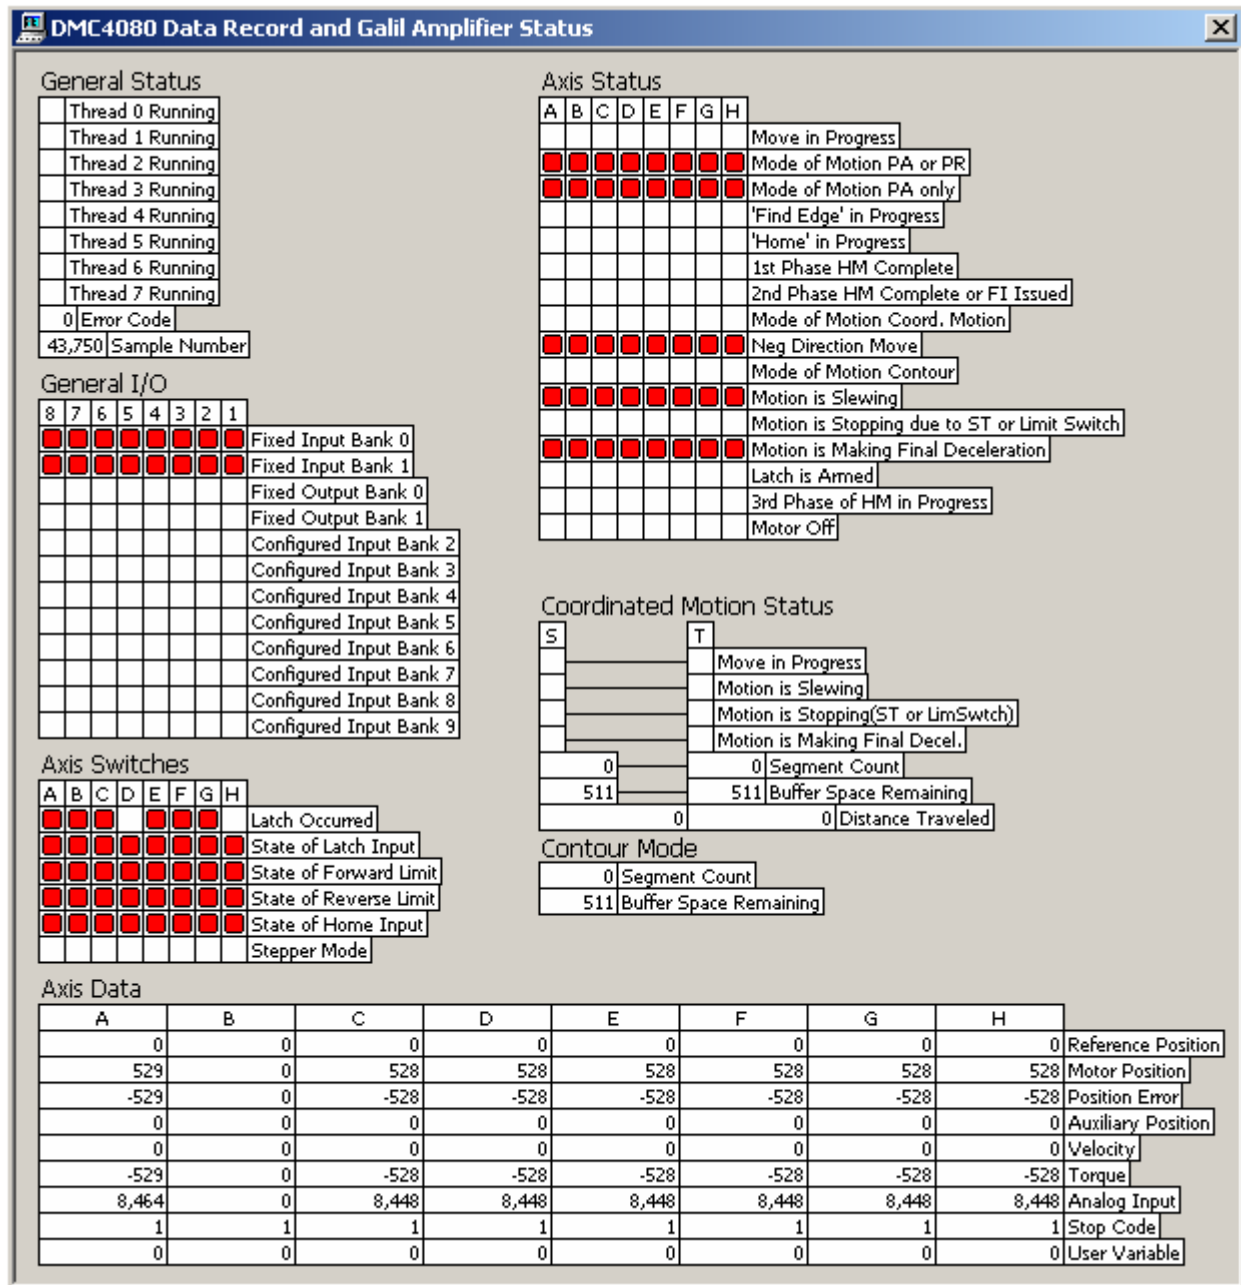 DMC4080 Data Record and Galil Amplifier Status
General Status
Thread 0 Running
Thread 1 Running
Thread 2 Running
Thread 3 Running
Thread 4 Running
Thread 5 Running
Thread 6 Running
Thread 7 Running
0 Error Code
43,750 Sample Number
General I/O
8 7 6 5 4 3 2 1
Fixed Input Bank 0
Fixed Input Bank 1
Fixed Output Bank 0
Fixed Output Bank 1
Configured Input Bank 2
Configured Input Bank 3
Configured Input Bank 4
Configured Input Bank 5
Configured Input Bank 6
Configured Input Bank 7
Configured Input Bank 8
Configured Input Bank 9
Axis Switches
A B C D E F G H
Latch Occurred
State of Latch Input
State of Forward Limit
State of Reverse Limit
State of Home Input
Stepper Mode
Axis Status
A B C D E F G H
Move in Progress
Mode of Motion PA or PR
Mode of Motion PA only
'Find Edge' in Progress
'Home' in Progress
1st Phase HM Complete
2nd Phase HM Complete or FI Issued
Mode of Motion Coord. Motion
Neg Direction Move
Mode of Motion Contour
Motion is Slewing
Motion is Stopping due to ST or Limit Switch
Motion is Making Final Deceleration
Latch is Armed
3rd Phase of HM in Progress
Motor Off
Coordinated Motion Status
S T
Move in Progress
Motion is Slewing
Motion is Stopping(ST or LimSwtch)
Motion is Making Final Decel.
0 0 Segment Count
511 511 Buffer Space Remaining
0 0 Distance Traveled
Contour Mode
0 Segment Count
511 Buffer Space Remaining
Axis Data
A B C D E F G H
0 0 0 0 0 0 0 0 Reference Position
529 0 528 528 528 528 528 528 Motor Position
-529 0 -528 -528 -528 -528 -528 -528 Position Error
0 0 0 0 0 0 0 0 Auxiliary Position
0 0 0 0 0 0 0 0 Velocity
-529 0 -528 -528 -528 -528 -528 -528 Torque
8,464 0 8,448 8,448 8,448 8,448 8,448 8,448 Analog Input
1 1 1 1 1 1 1 1 Stop Code
0 0 0 0 0 0 0 0 User Variable